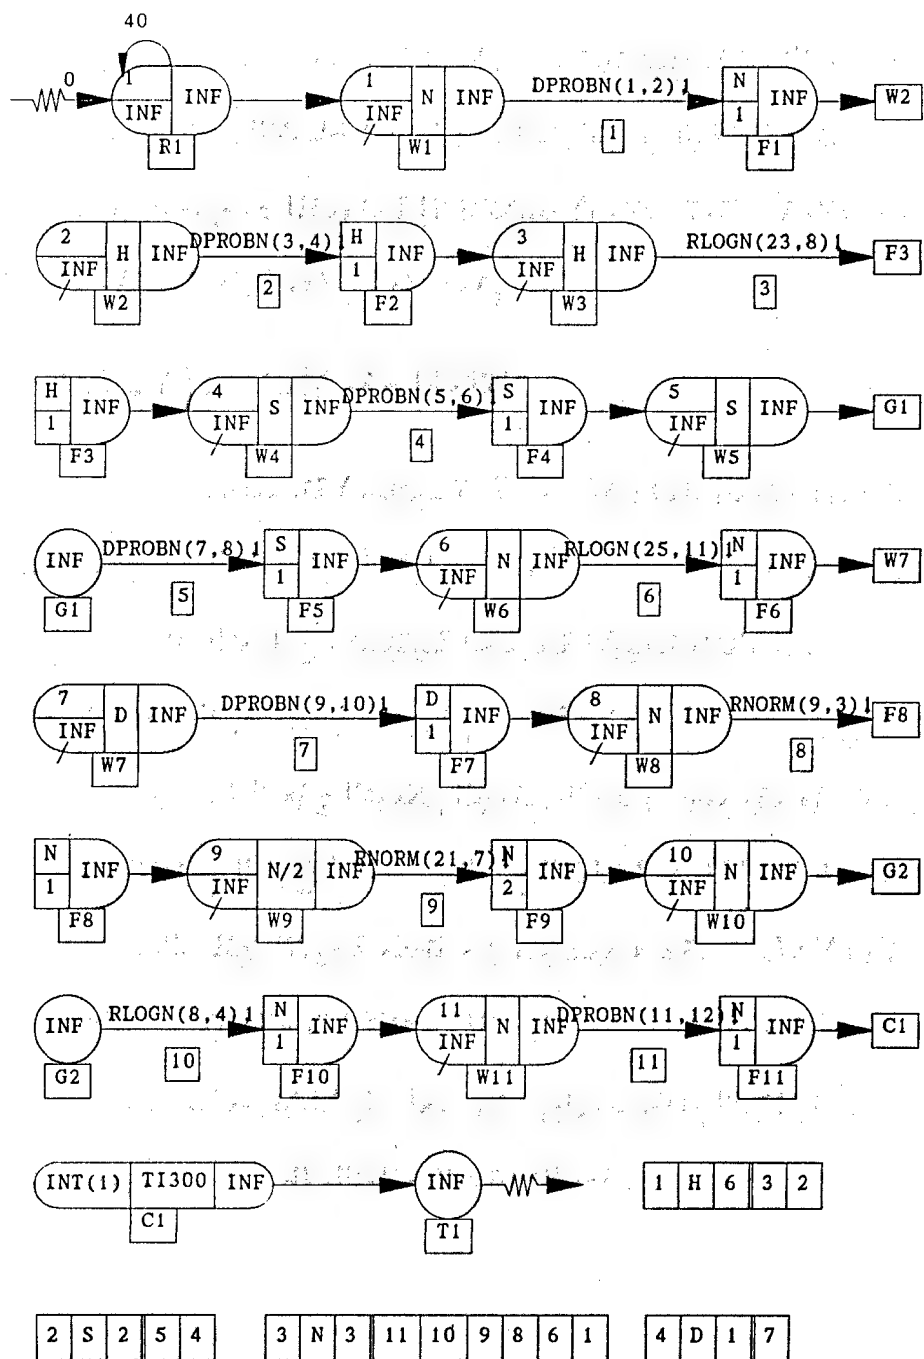 40
0 1 INF INF R1 1 INF N INF W1 DPROBN(1,2) 1 N 1 INF F1 W2
2 INF H INF W2 DPROBN(3,4) 2 H 1 INF F2 3 INF H INF W3 RLOGN(23,8) 3 F3
H 1 INF F3 4 INF S INF W4 DPROBN(5,6) 4 S 1 INF F4 5 INF S INF W5 G1
INF G1 DPROBN(7,8) 5 S 1 INF F5 6 INF N INF W6 RLOGN(25,11) 6 N 1 INF F6 W7
7 INF D INF W7 DPROBN(9,10) 7 D 1 INF F7 8 INF N INF W8 RNORM(9,3) 8 F8
N 1 INF F8 9 INF N/2 INF W9 RNORM(21,7) 9 N 2 INF F9 10 INF N INF W10 G2
INF G2 RLOGN(8,4) 10 N 1 INF F10 11 INF N INF W11 DPROBN(11,12) 11 N 1 INF F11 C1
INT(1) TI300 INF C1 INF T1 1 H 6 3 2
2 S 2 5 4 3 N 3 11 10 9 8 6 1 4 D 1 7